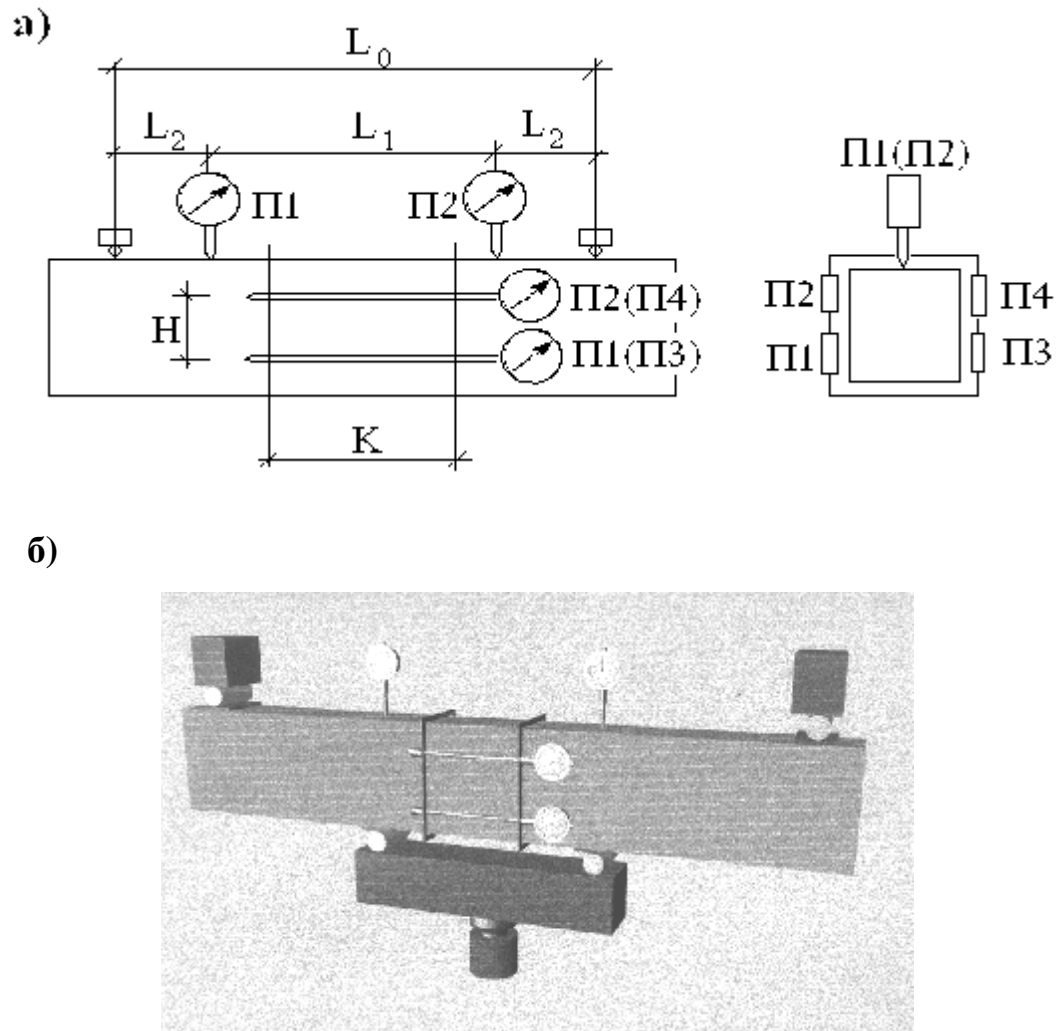 а)
L₀
L₂ L₁ L₂
П1 П2 П1(П2)
H П2(П4) П2 П4
П1(П3) П1 П3
K
б)